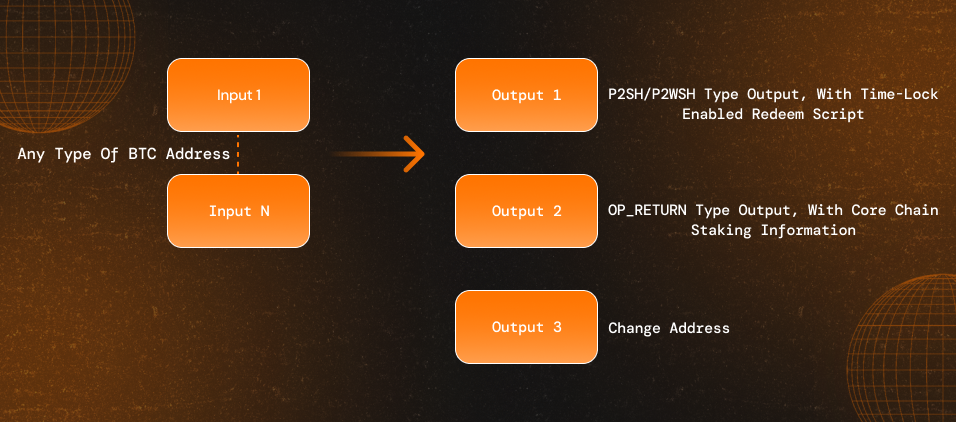 Input 1
Any Type Of BTC Address
Input N
Output 1
P2SH/P2WSH Type Output, With Time-Lock
Enabled Redeem Script
Output 2
OP_RETURN Type Output, With Core Chain
Staking Information
Output 3
Change Address